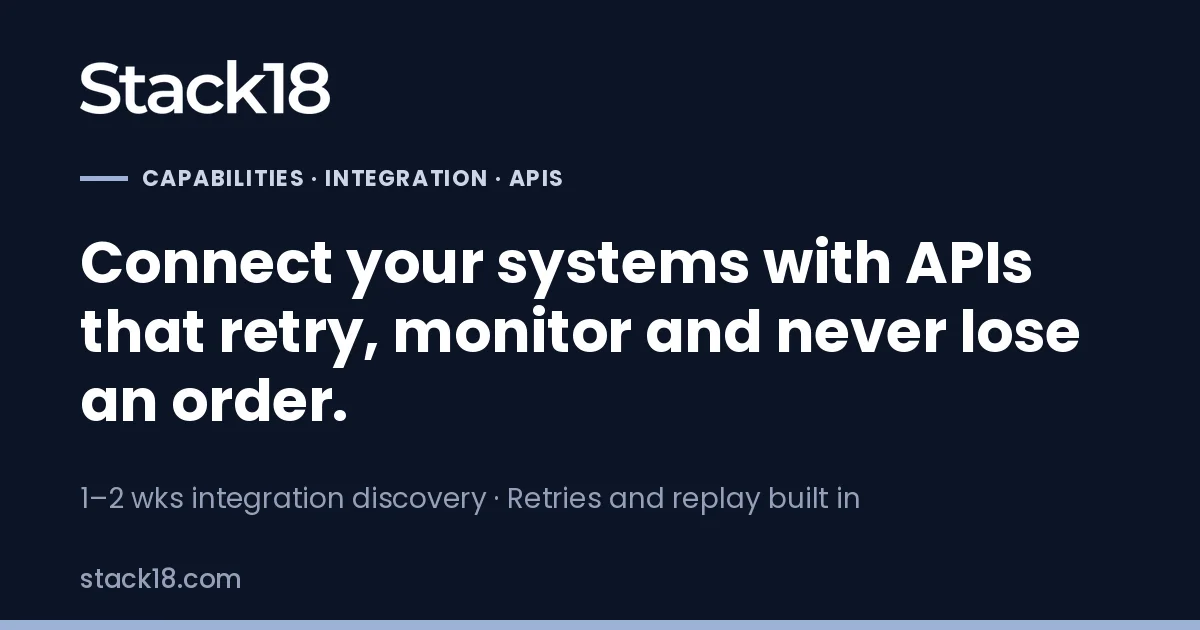 Stack18
CAPABILITIES · INTEGRATION · APIS
Connect your systems with APIs
that retry, monitor and never lose
an order.
1–2 wks integration discovery · Retries and replay built in
stack18.com